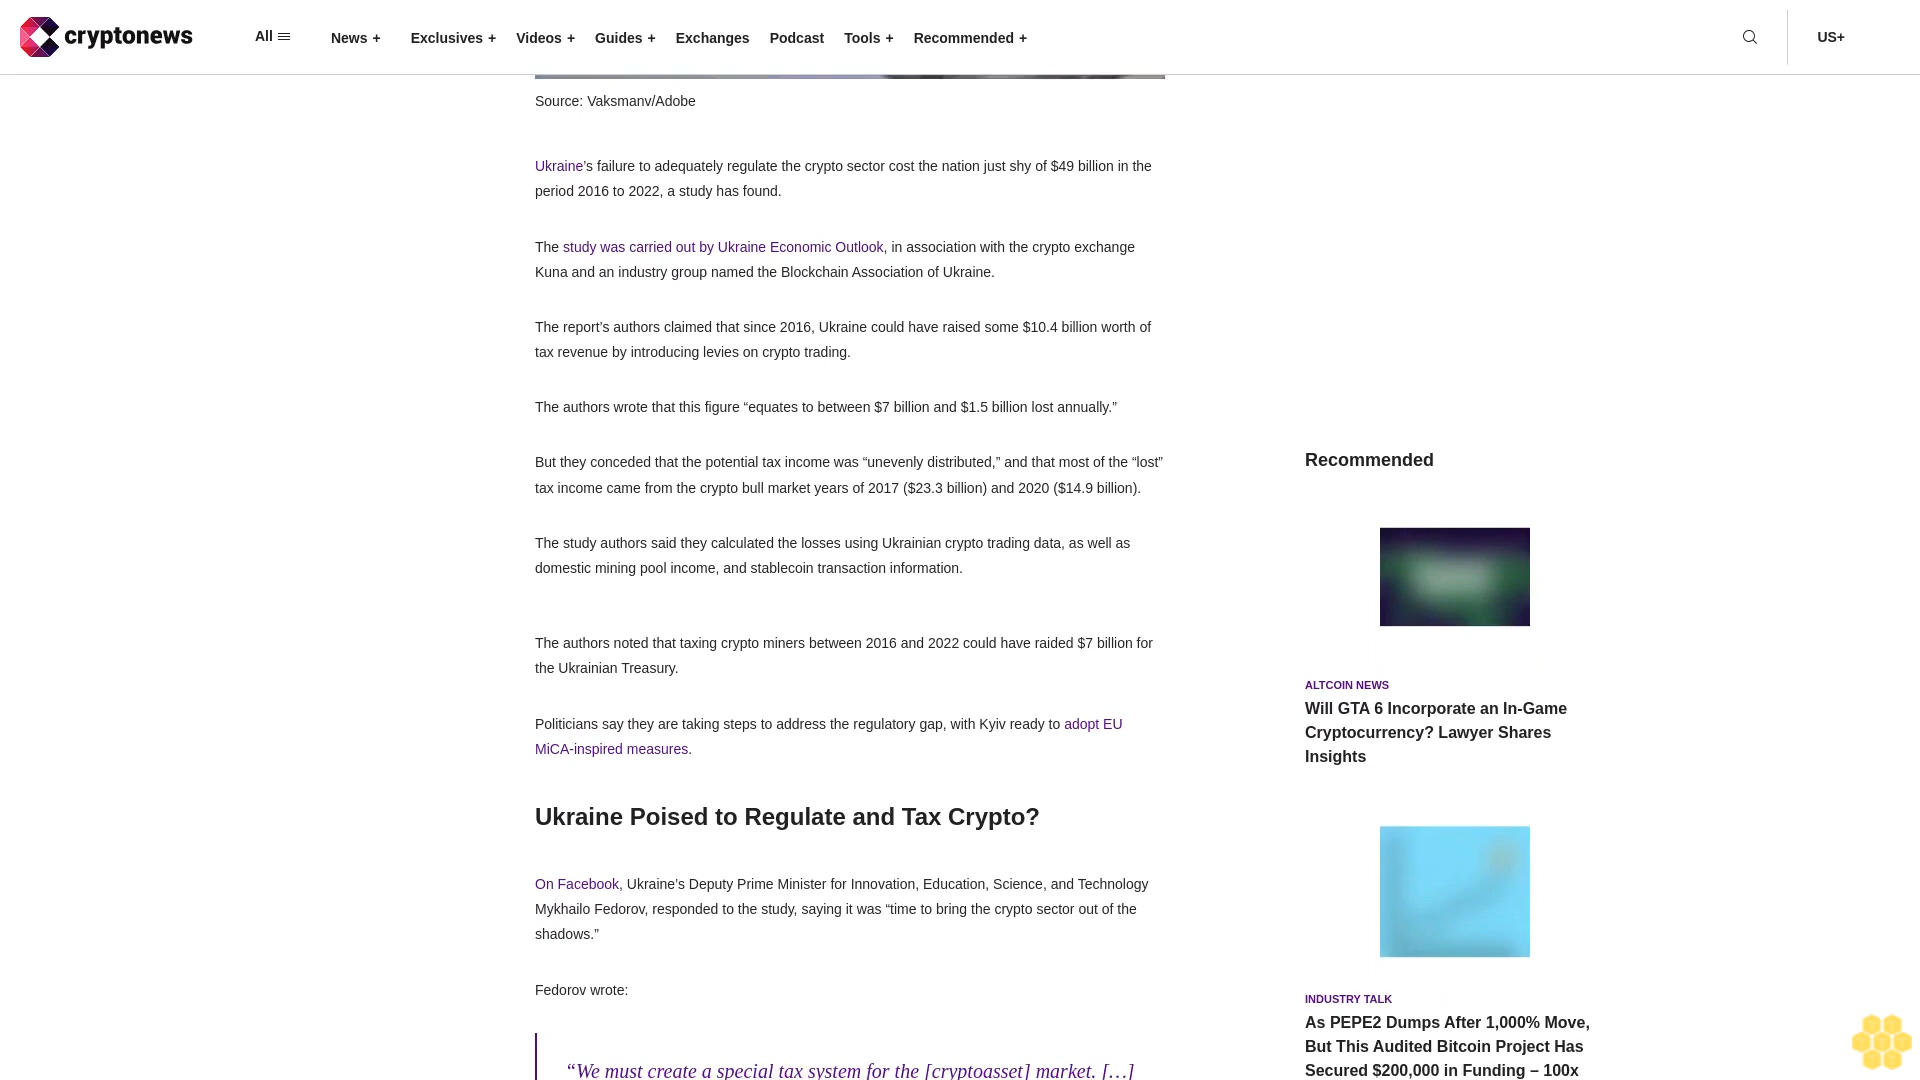 cryptonews
All
News +
Exclusives +
Videos +
Guides +
Exchanges
Podcast
Tools +
Recommended +
US+
Source: Vaksmanv/Adobe
Ukraine’s failure to adequately regulate the crypto sector cost the nation just shy of $49 billion in the
period 2016 to 2022, a study has found.
The study was carried out by Ukraine Economic Outlook, in association with the crypto exchange
Kuna and an industry group named the Blockchain Association of Ukraine.
The report’s authors claimed that since 2016, Ukraine could have raised some $10.4 billion worth of
tax revenue by introducing levies on crypto trading.
The authors wrote that this figure “equates to between $7 billion and $1.5 billion lost annually.”
But they conceded that the potential tax income was “unevenly distributed,” and that most of the “lost”
tax income came from the crypto bull market years of 2017 ($23.3 billion) and 2020 ($14.9 billion).
The study authors said they calculated the losses using Ukrainian crypto trading data, as well as
domestic mining pool income, and stablecoin transaction information.
The authors noted that taxing crypto miners between 2016 and 2022 could have raided $7 billion for
the Ukrainian Treasury.
Politicians say they are taking steps to address the regulatory gap, with Kyiv ready to adopt EU
MiCA-inspired measures.
Ukraine Poised to Regulate and Tax Crypto?
On Facebook, Ukraine’s Deputy Prime Minister for Innovation, Education, Science, and Technology
Mykhailo Fedorov, responded to the study, saying it was “time to bring the crypto sector out of the
shadows.”
Fedorov wrote:
“We must create a special tax system for the [cryptoasset] market. […]
Recommended
ALTCOIN NEWS
Will GTA 6 Incorporate an In-Game
Cryptocurrency? Lawyer Shares
Insights
INDUSTRY TALK
As PEPE2 Dumps After 1,000% Move,
But This Audited Bitcoin Project Has
Secured $200,000 in Funding – 100x